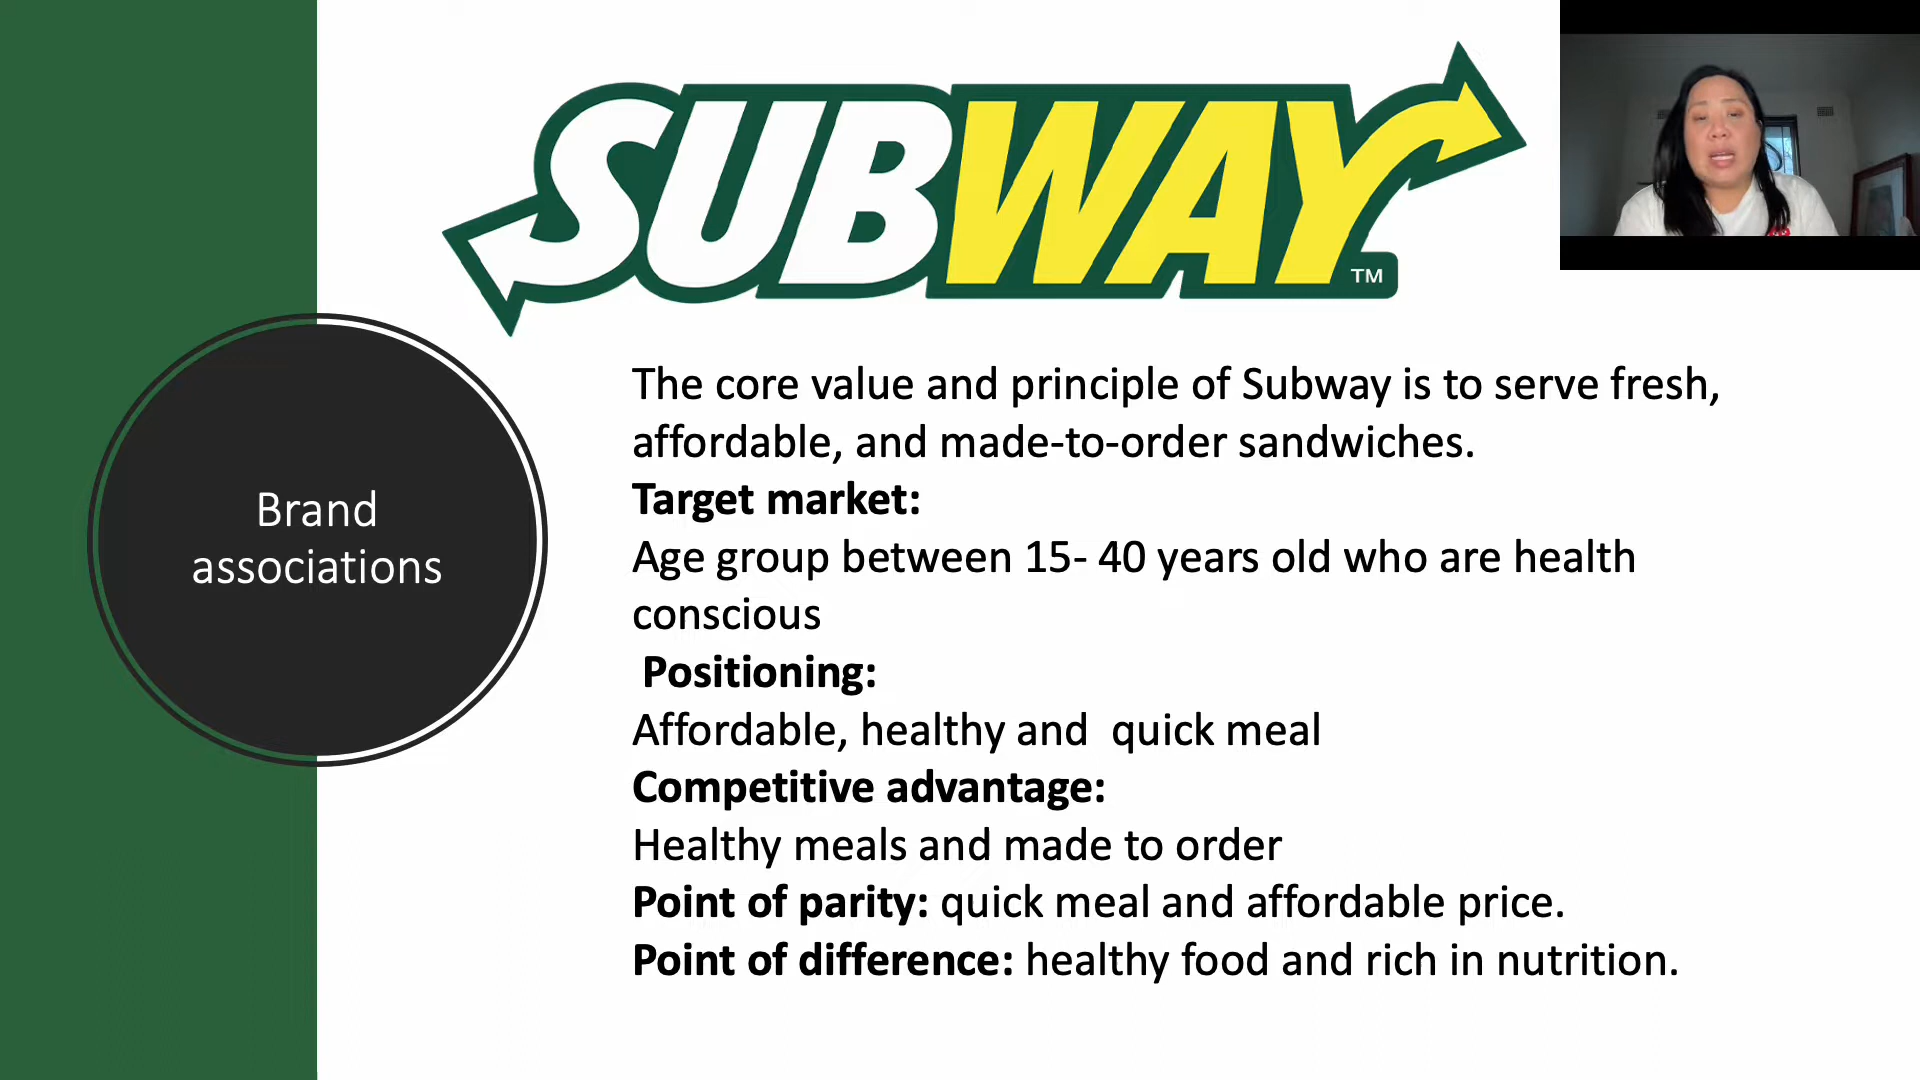 SUBWAY
TM
Brand
associations
The core value and principle of Subway is to serve fresh,
affordable, and made-to-order sandwiches.
Target market:
Age group between 15- 40 years old who are health
conscious
Positioning:
Affordable, healthy and  quick meal
Competitive advantage:
Healthy meals and made to order
Point of parity: quick meal and affordable price.
Point of difference: healthy food and rich in nutrition.